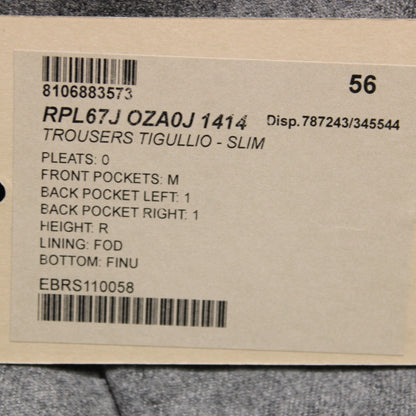 8106883573
56
RPL67J OZA0J 1414 Disp.787243/345544
TROUSERS TIGULLIO - SLIM
PLEATS: 0
FRONT POCKETS: M
BACK POCKET LEFT: 1
BACK POCKET RIGHT: 1
HEIGHT: R
LINING: FOD
BOTTOM: FINU
EBRS110058